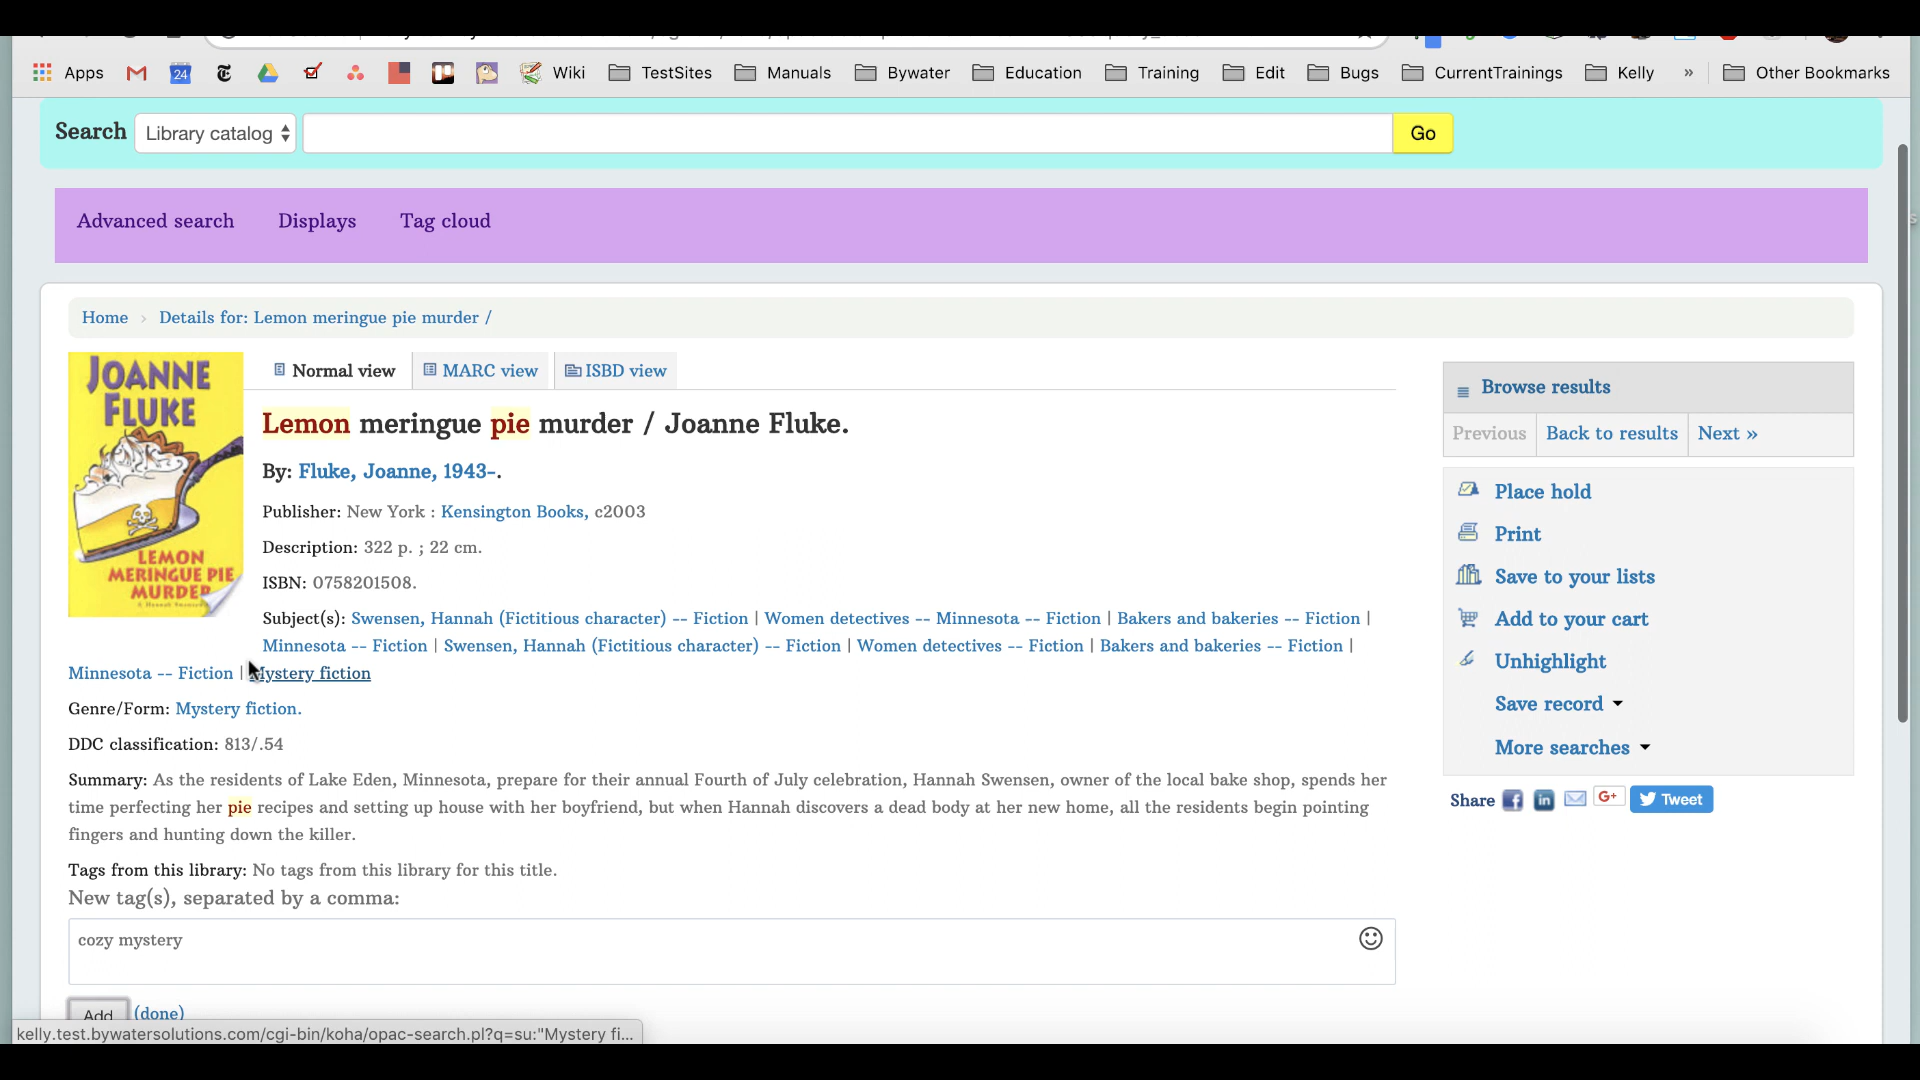 Apps 24 Wiki TestSites Manuals Bywater Education Training Edit Bugs CurrentTrainings Kelly » Other Bookmarks
Search Library catalog Go
Advanced search Displays Tag cloud
Home › Details for: Lemon meringue pie murder /
JOANNE
FLUKE
LEMON
MERINGUE PIE
MURDER
Normal view MARC view ISBD view
Lemon meringue pie murder / Joanne Fluke.
By: Fluke, Joanne, 1943-.
Publisher: New York : Kensington Books, c2003
Description: 322 p. ; 22 cm.
ISBN: 0758201508.
Subject(s): Swensen, Hannah (Fictitious character) -- Fiction | Women detectives -- Minnesota -- Fiction | Bakers and bakeries -- Fiction |
Minnesota -- Fiction | Swensen, Hannah (Fictitious character) -- Fiction | Women detectives -- Fiction | Bakers and bakeries -- Fiction |
Minnesota -- Fiction | Mystery fiction
Genre/Form: Mystery fiction.
DDC classification: 813/.54
Summary: As the residents of Lake Eden, Minnesota, prepare for their annual Fourth of July celebration, Hannah Swensen, owner of the local bake shop, spends her
time perfecting her pie recipes and setting up house with her boyfriend, but when Hannah discovers a dead body at her new home, all the residents begin pointing
fingers and hunting down the killer.
Tags from this library: No tags from this library for this title.
New tag(s), separated by a comma:
cozy mystery
Add (done)
kelly.test.bywatersolutions.com/cgi-bin/koha/opac-search.pl?q=su:"Mystery fi...
Browse results
Previous Back to results Next »
Place hold
Print
Save to your lists
Add to your cart
Unhighlight
Save record
More searches
Share f in G+ Tweet